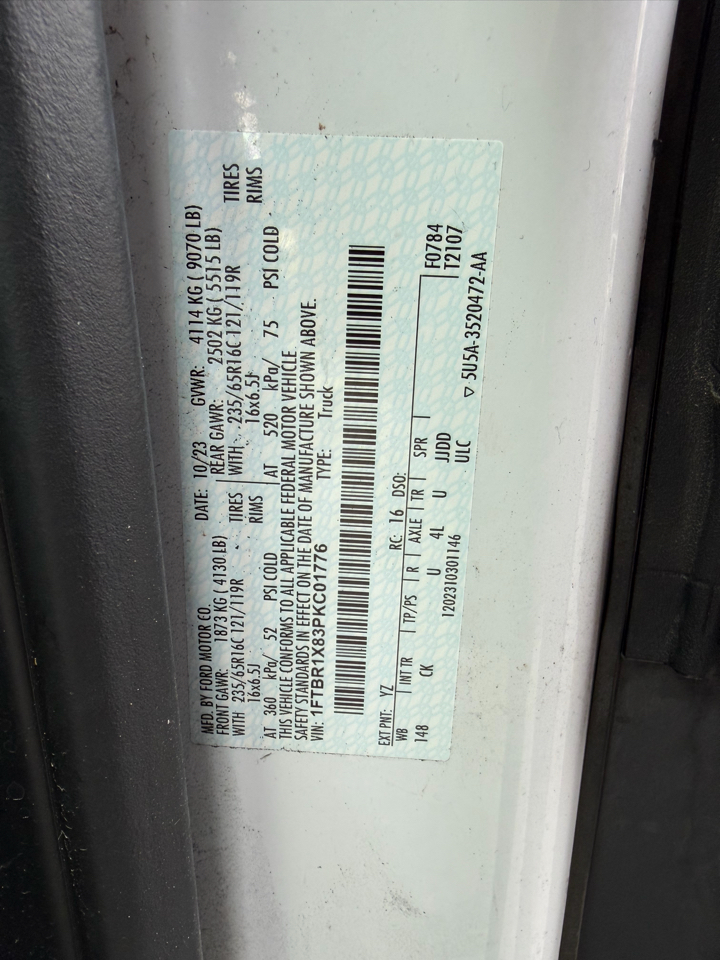 MFD. BY FORD MOTOR CO.
DATE: 10/23 GVWR: 4114 KG ( 9070 LB)
FRONT GAWR: 1873 KG ( 4130 LB) REAR GAWR: 2502 KG ( 5515 LB)
WITH 235/65R16C 121/119R TIRES WITH 235/65R16C 121/119R TIRES
16x6.5J RIMS 16x6.5J RIMS
AT 360 kPa/ 52 PSI COLD AT 520 kPa/ 75 PSI COLD
THIS VEHICLE CONFORMS TO ALL APPLICABLE FEDERAL MOTOR VEHICLE
SAFETY STANDARDS IN EFFECT ON THE DATE OF MANUFACTURE SHOWN ABOVE.
VIN: 1FTBR1X83PKC01776 TYPE: Truck
EXT PNT: YZ RC: 16 DSO:
WB INT TR TP/PS R AXLE TR SPR F0784
148 CK U 4L U JJDD T2107
ULC
1202310301146 ▽ 5U5A-3520472-AA